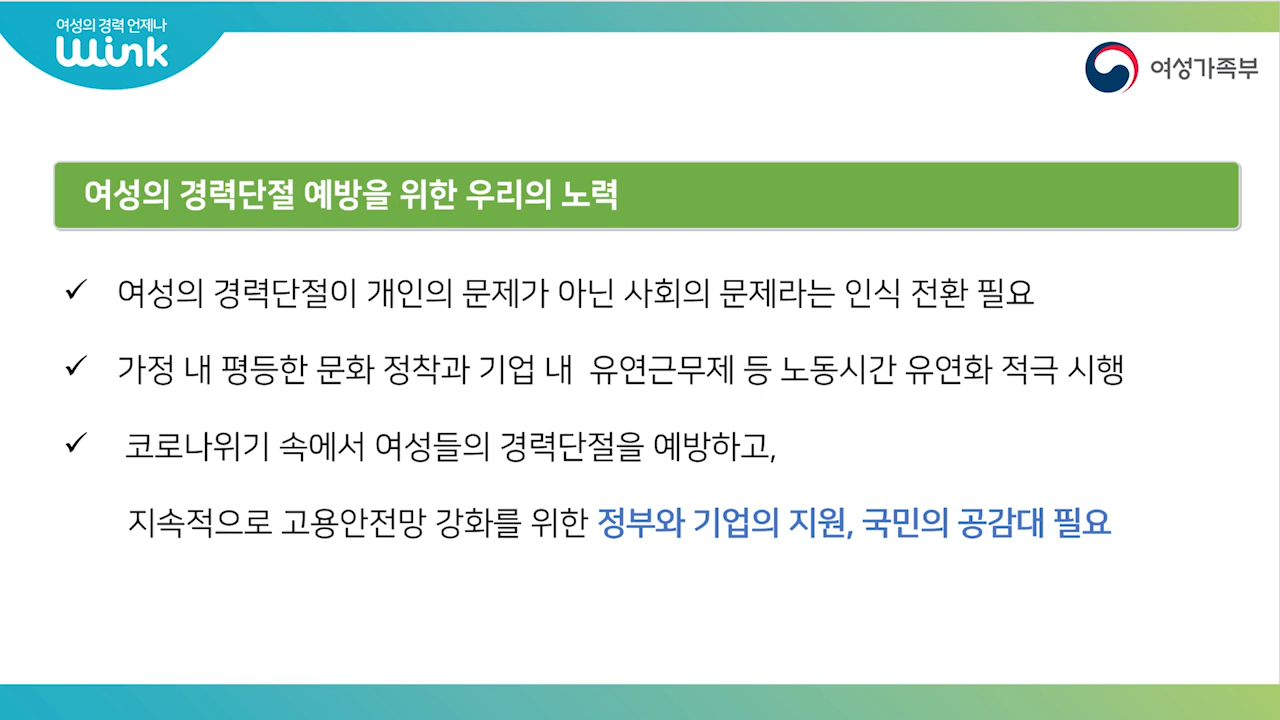 여성의 경력 언제나
wink
여성가족부
여성의 경력단절 예방을 위한 우리의 노력
✓ 여성의 경력단절이 개인의 문제가 아닌 사회의 문제라는 인식 전환 필요
✓ 가정 내 평등한 문화 정착과 기업 내 유연근무제 등 노동시간 유연화 적극 시행
✓ 코로나위기 속에서 여성들의 경력단절을 예방하고,
지속적으로 고용안전망 강화를 위한 정부와 기업의 지원, 국민의 공감대 필요